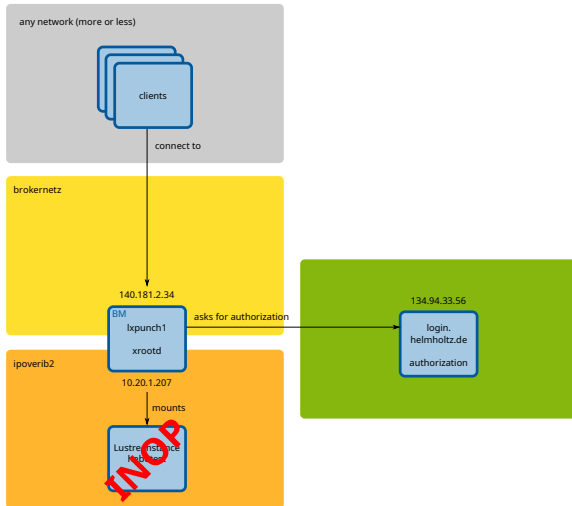 any network (more or less)
clients
connect to
brokernetz
140.181.2.34
BM
lxpunch1
xrootd
asks for authorization
134.94.33.56
login.
helmholtz.de
authorization
ipoverib2
10.20.1.207
mounts
Lustre instance
INOP